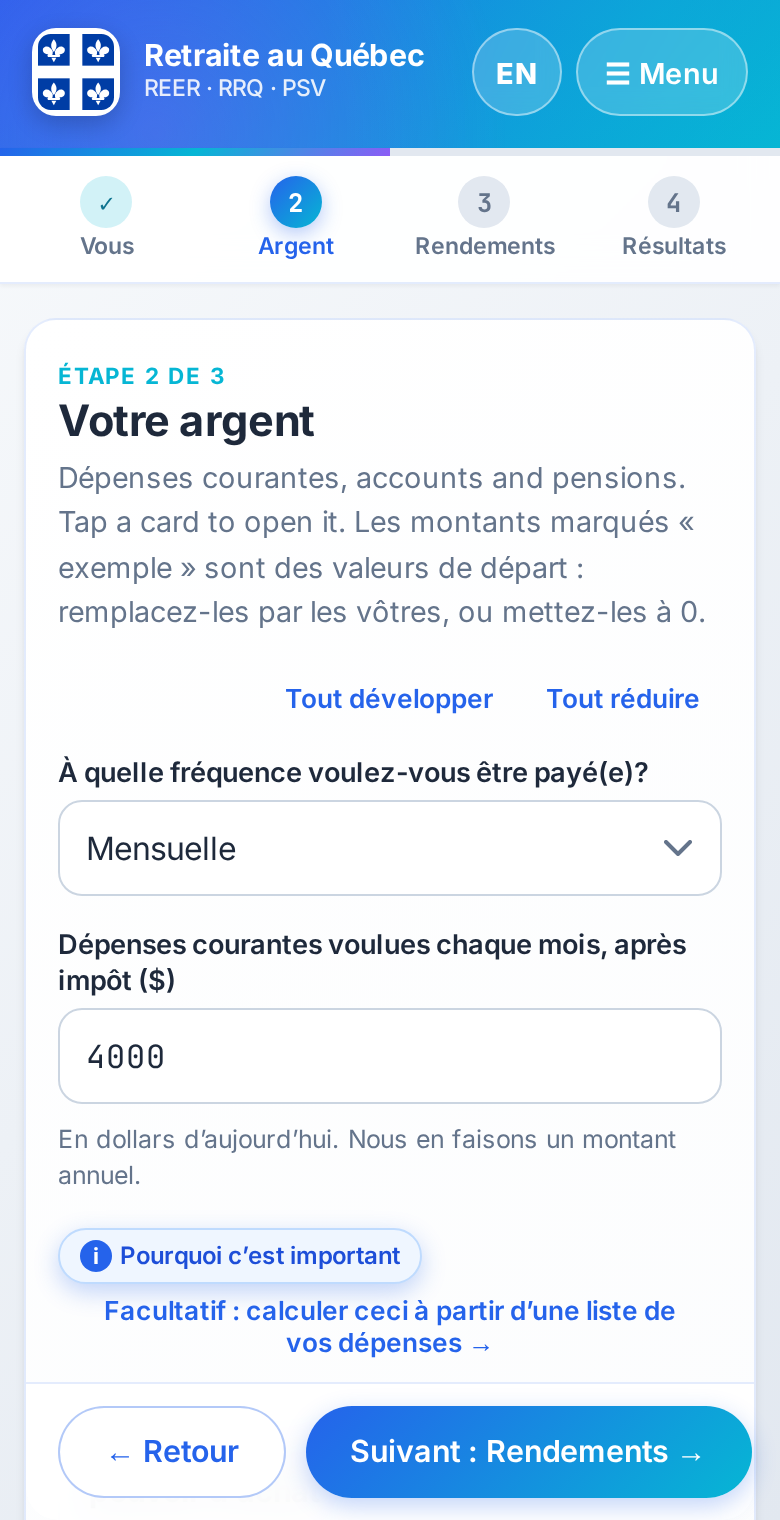 Retraite au Québec
REER · RRQ · PSV
EN
☰ Menu
✓
Vous
2
Argent
3
Rendements
4
Résultats
ÉTAPE 2 DE 3
Votre argent
Dépenses courantes, accounts and pensions.
Tap a card to open it. Les montants marqués «
exemple » sont des valeurs de départ :
remplacez-les par les vôtres, ou mettez-les à 0.
Tout développer
Tout réduire
À quelle fréquence voulez-vous être payé(e)?
Mensuelle
Dépenses courantes voulues chaque mois, après
impôt ($)
4000
En dollars d’aujourd’hui. Nous en faisons un montant
annuel.
i Pourquoi c’est important
Facultatif : calculer ceci à partir d’une liste de
vos dépenses →
← Retour
Suivant : Rendements →